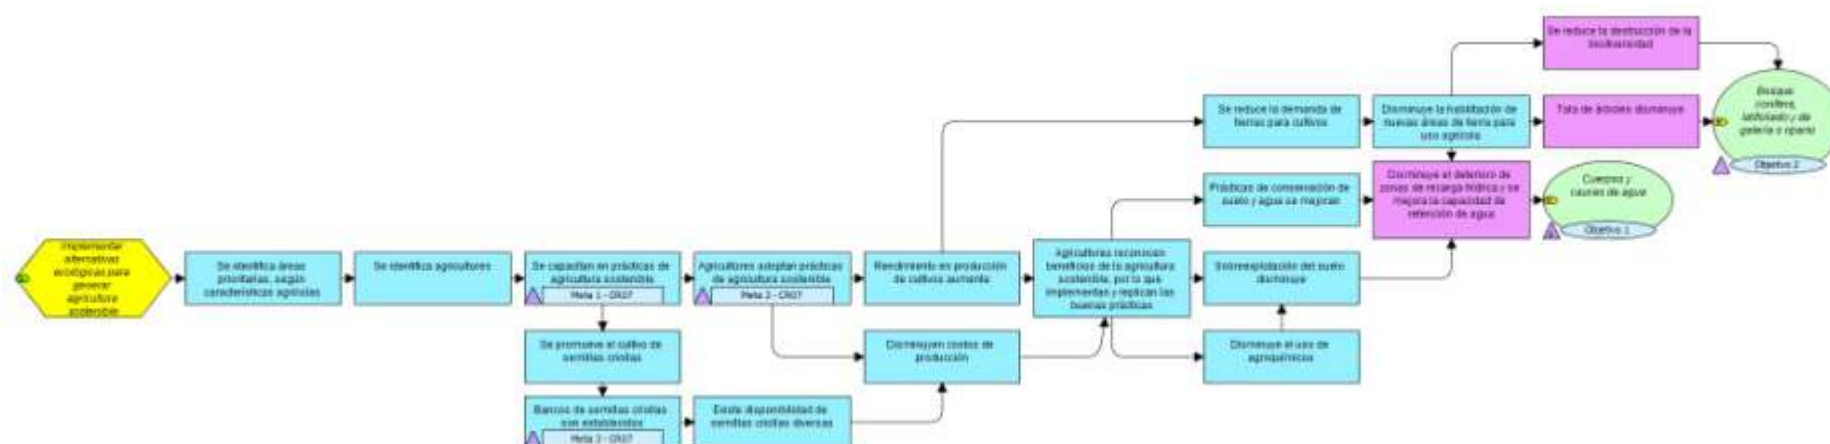 Implementar
alternativas
ecológicas para
generar
agricultura
sostenible
Se identifica áreas
prioritarias, según
características agrícolas
Se identifica agricultores
Se capacitan en prácticas de
agricultura sostenible
Meta 1 - CR07
Agricultores adoptan prácticas
de agricultura sostenible
Meta 2 - CR07
Rendimiento en producción
de cultivo aumenta
Agricultores reconocen
beneficios de la agricultura
sostenible, por lo que
implementan y replican las
buenas prácticas
Se reduce la demanda de
tierras para cultivos
Disminuye la habilitación de
nuevas áreas de tierra para
uso agrícola
Se reduce la destrucción de la
biodiversidad
Tala de árboles disminuye
Bosque
conífera,
latifoliado y de
galería o ripario
Objetivo 2
Prácticas de conservación de
suelo y agua se mejoran
Disminuye el deterioro de
zonas de recarga hídrica y se
mejora la capacidad de
retención de agua
Cuerpos y
cauces de agua
Objetivo 1
Sobreexplotación del suelo
disminuye
Disminuye el uso de
agroquímicos
Se promueve el cultivo de
semillas criollas
Disminuyen costos de
producción
Bancos de semillas criollas
son establecidos
Meta 3 - CR07
Existe disponibilidad de
semillas criollas diversas